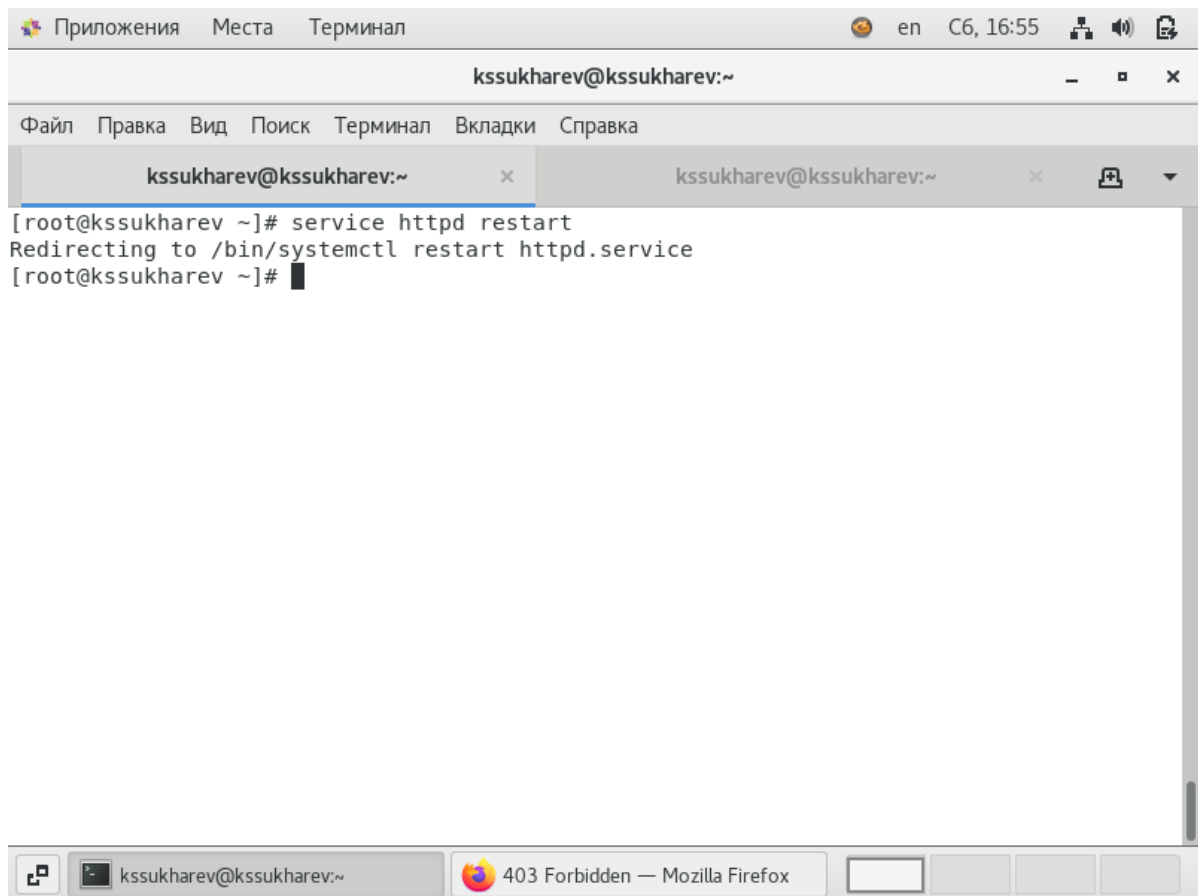 Приложения Места Терминал en Сб, 16:55
kssukharev@kssukharev:~
Файл Правка Вид Поиск Терминал Вкладки Справка
kssukharev@kssukharev:~ kssukharev@kssukharev:~
[root@kssukharev ~]# service httpd restart
Redirecting to /bin/systemctl restart httpd.service
[root@kssukharev ~]#
kssukharev@kssukharev:~ 403 Forbidden — Mozilla Firefox